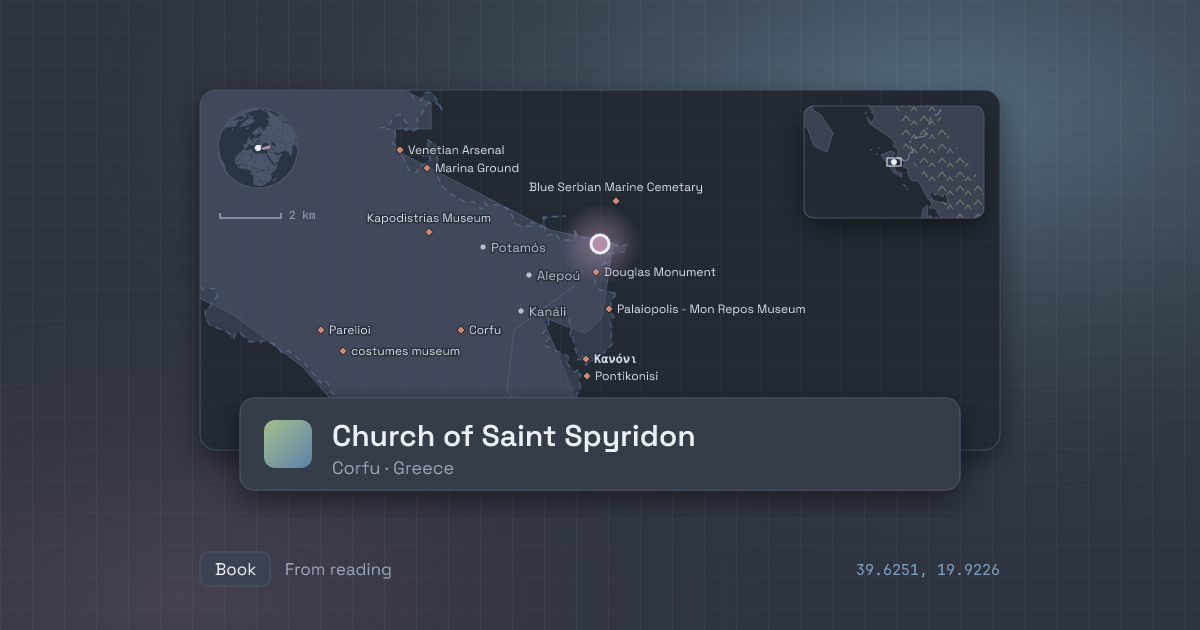 Venetian Arsenal
Marina Ground
Blue Serbian Marine Cemetary
2 km
Kapodistrias Museum
Potamós
Alepoú
Douglas Monument
Kanáli
Palaiopolis - Mon Repos Museum
Parelioi
Corfu
costumes museum
Κανόνι
Pontikonisi
Church of Saint Spyridon
Corfu · Greece
Book
From reading
39.6251, 19.9226